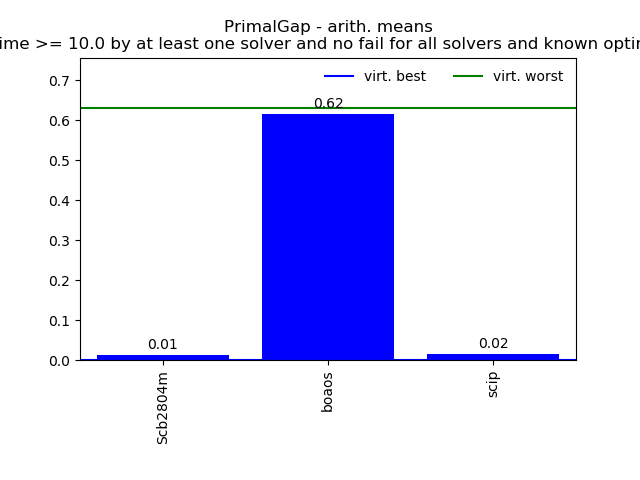 PrimalGap - arith. means
>= 10.0 by at least one solver and no fail for all solvers and known
virt. best
virt. worst
0.7
0.6
0.5
0.4
0.3
0.2
0.1
0.0
0.01
0.62
0.02
Scb2804m
boaos
scip